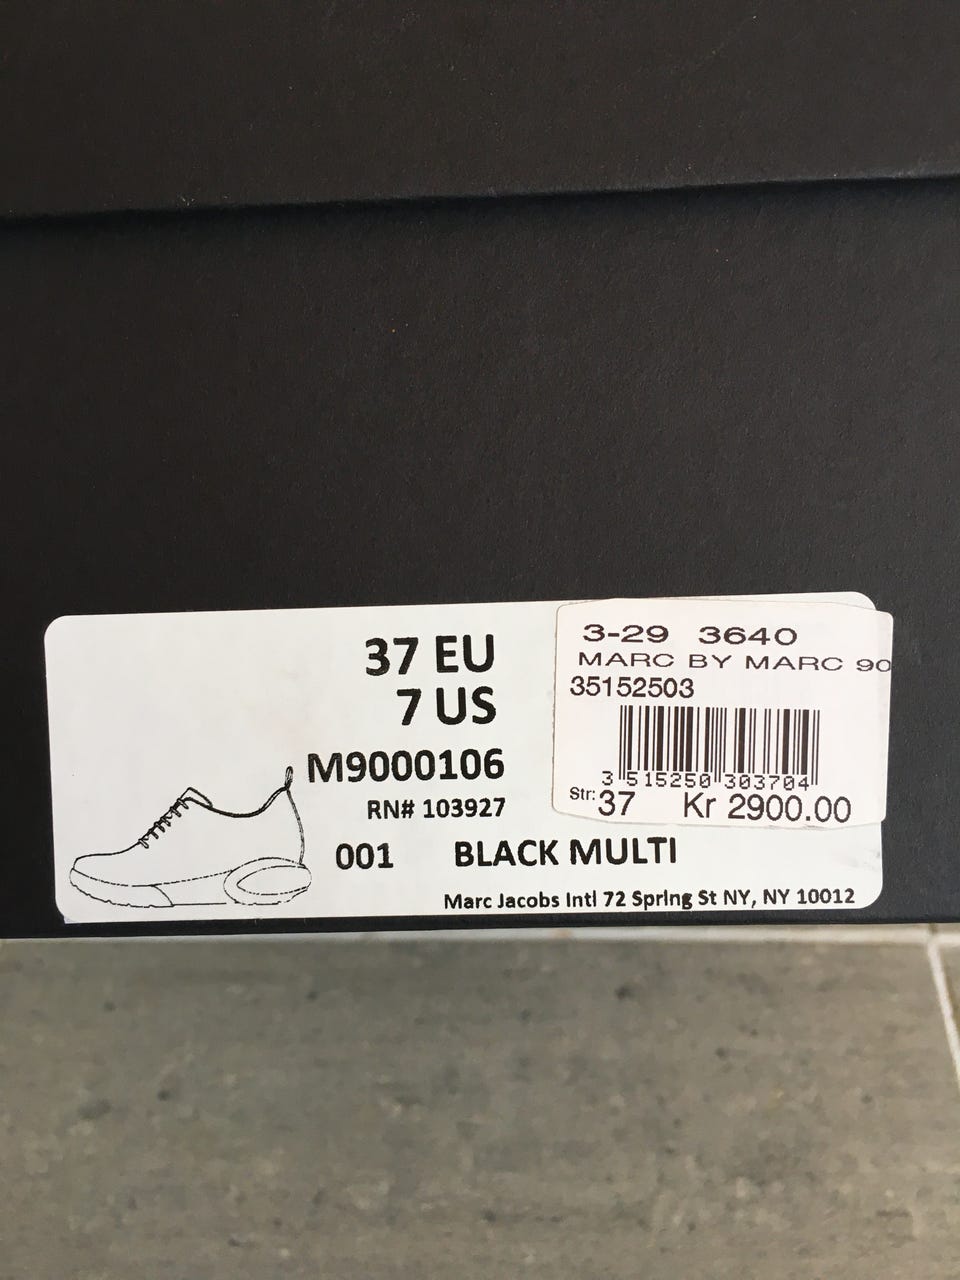 37 EU
7 US
M9000106
RN# 103927
001 BLACK MULTI
Marc Jacobs Intl 72 Spring St NY, NY 10012
3-29 3640
MARC BY MARC 90
35152503
3 515250 303704
Str: 37 Kr 2900.00